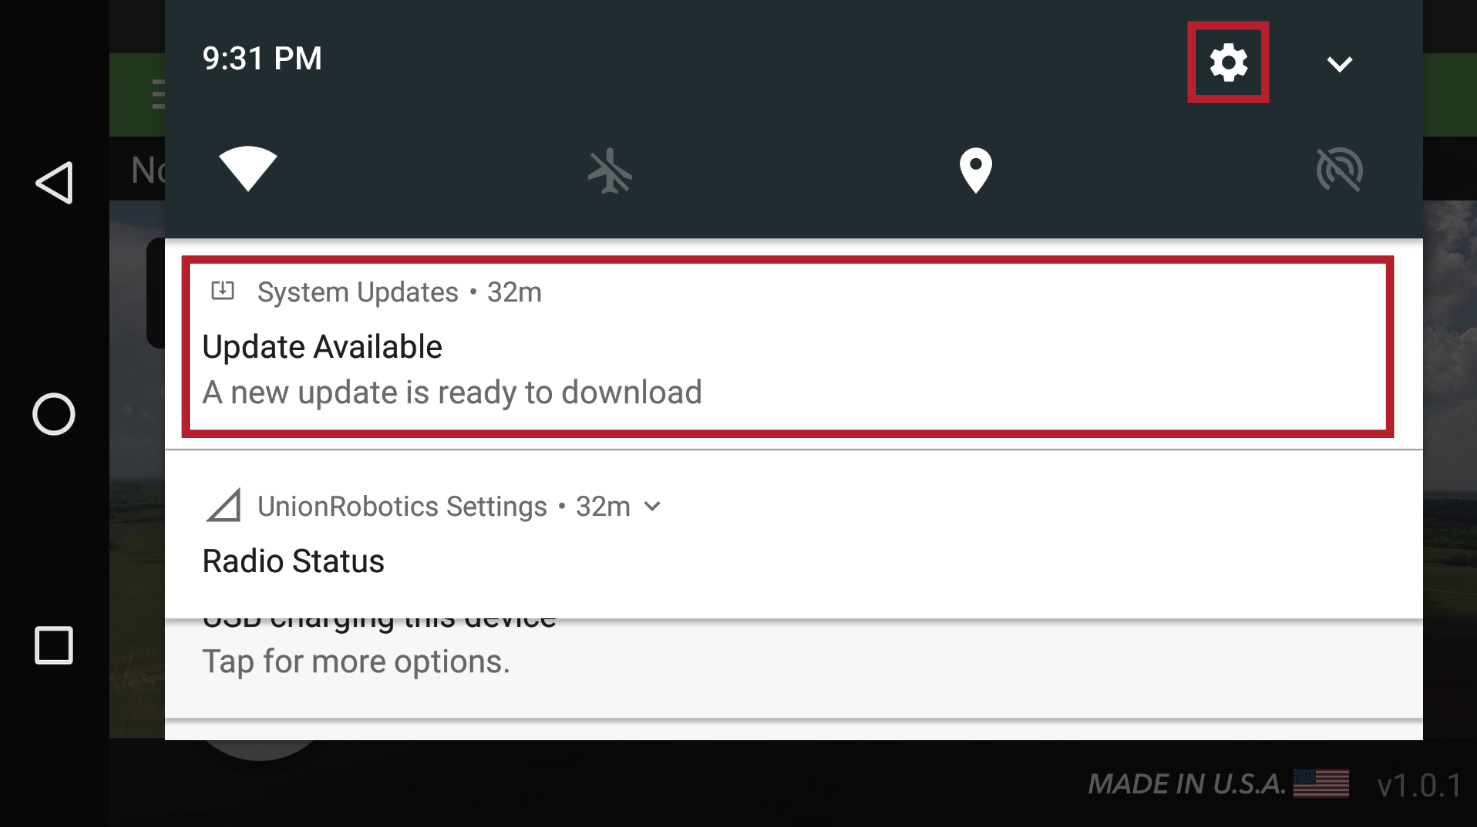 9:31 PM
No
System Updates • 32m
Update Available
A new update is ready to download
UnionRobotics Settings • 32m
Radio Status
USB charging this device
Tap for more options.
MADE IN U.S.A. v1.0.1